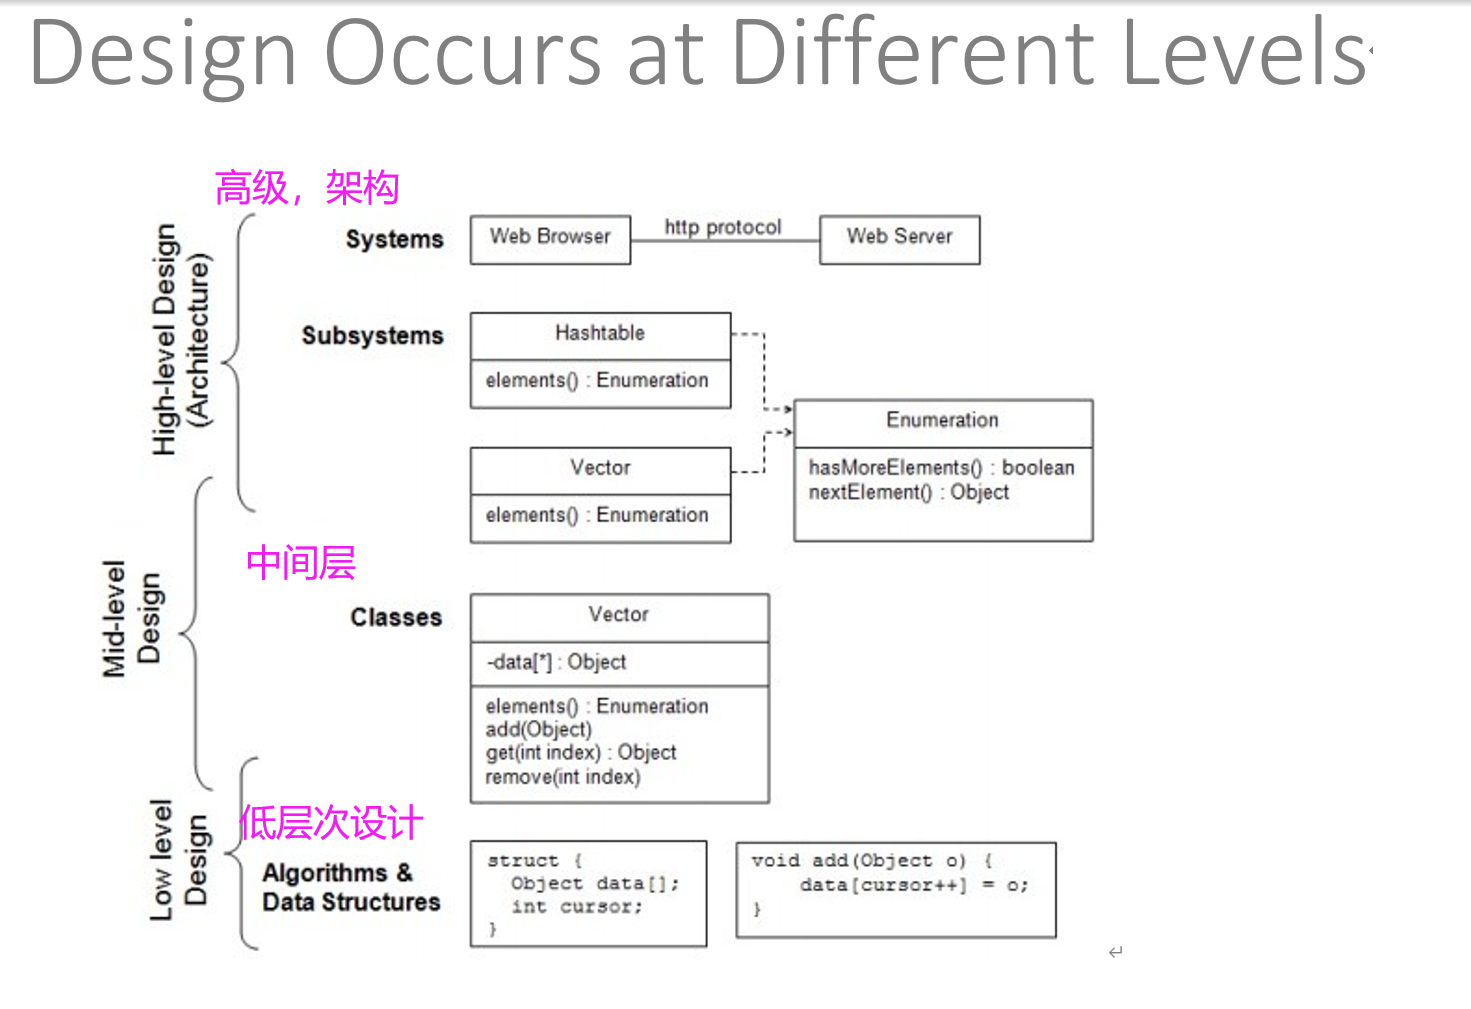 Design Occurs at Different Levels
高级，架构
High-level Design
(Architecture)
Systems
Web Browser
http protocol
Web Server
Subsystems
Hashtable
elements() : Enumeration
Vector
elements() : Enumeration
Enumeration
hasMoreElements() : boolean
nextElement() : Object
Mid-level
Design
中间层
Classes
Vector
-data[*] : Object
elements() : Enumeration
add(Object)
get(int index) : Object
remove(int index)
Low level
Design
低层次设计
Algorithms &
Data Structures
struct {
Object data[];
int cursor;
}
void add(Object o) {
data[cursor++] = o;
}